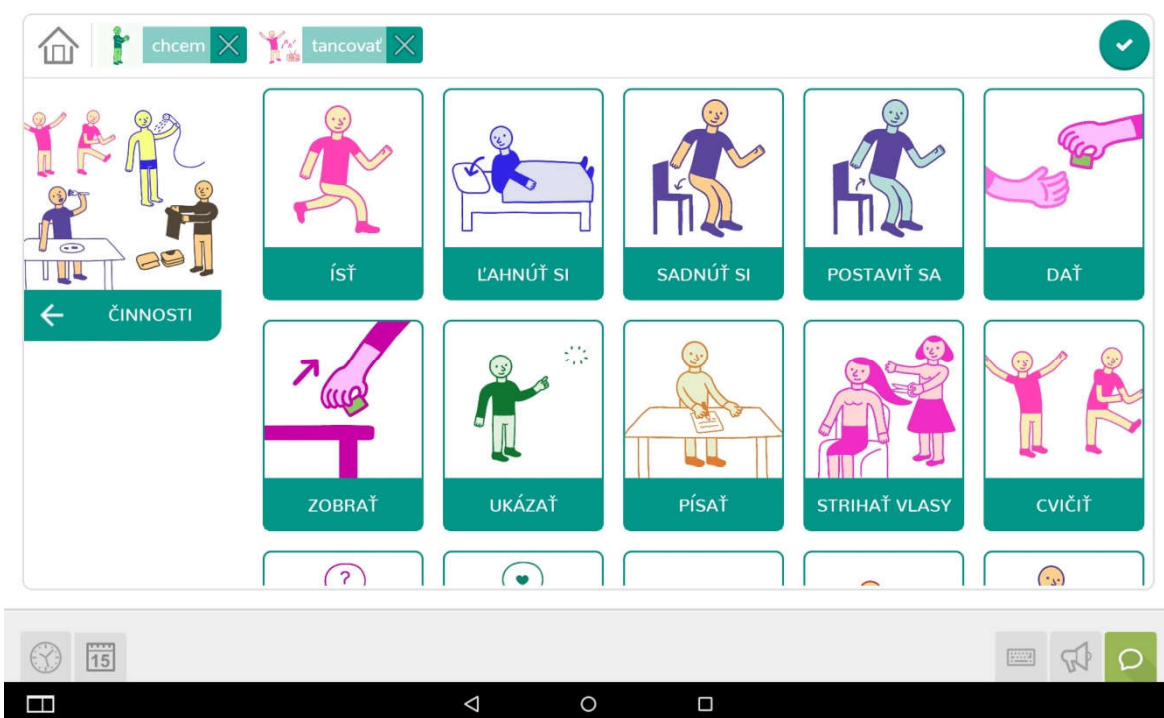 chcem
tancovať
ČINNOSTI
ÍSŤ
ĽAHNÚŤ SI
SADNÚŤ SI
POSTAVIŤ SA
DAŤ
ZOBRAŤ
UKÁZAŤ
PÍSAŤ
STRIHAŤ VLASY
CVIČIŤ
?
15